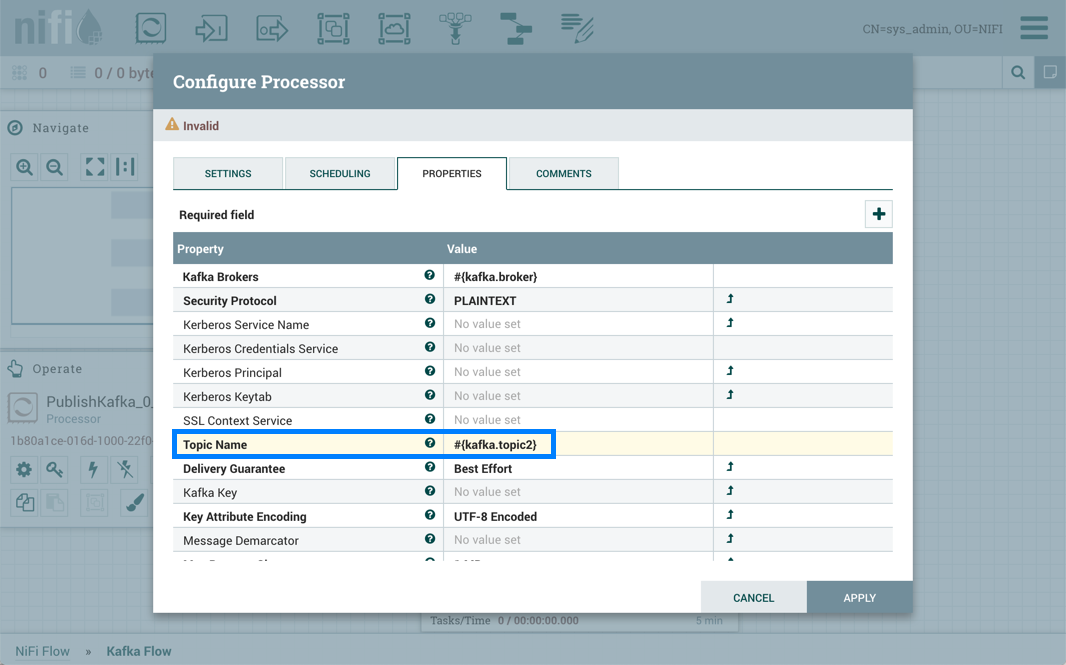 nifi
CN=sys_admin, OU=NIFI
0 0 / 0 byte
Configure Processor
Invalid
Navigate
SETTINGS SCHEDULING PROPERTIES COMMENTS
Required field
Property Value
Kafka Brokers #{kafka.broker}
Security Protocol PLAINTEXT
Kerberos Service Name No value set
Kerberos Credentials Service No value set
Kerberos Principal No value set
Kerberos Keytab No value set
SSL Context Service No value set
Topic Name #{kafka.topic2}
Delivery Guarantee Best Effort
Kafka Key No value set
Key Attribute Encoding UTF-8 Encoded
Message Demarcator No value set
Operate
PublishKafka_0_
Processor
1b80a1ce-016d-1000-22f0
CANCEL APPLY
Tasks/Time 0 / 00:00:00.000 5 min
NiFi Flow » Kafka Flow